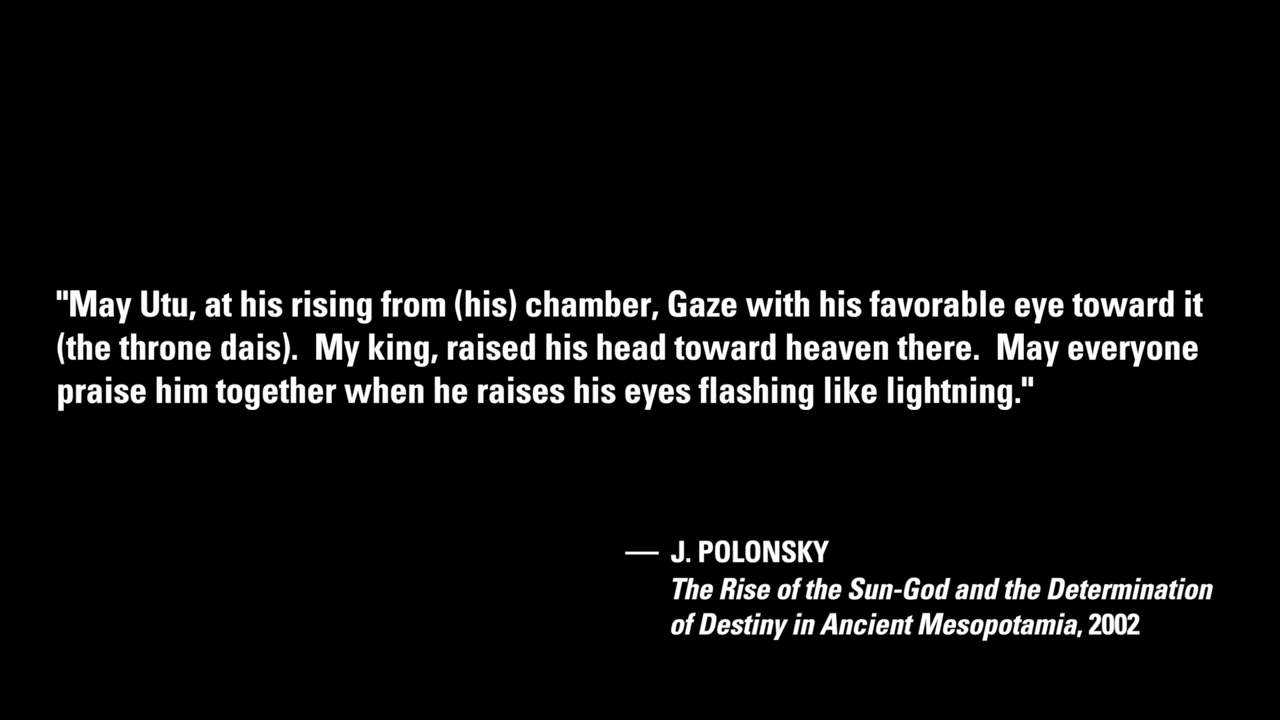 "May Utu, at his rising from (his) chamber, Gaze with his favorable eye toward it
(the throne dais).  My king, raised his head toward heaven there.  May everyone
praise him together when he raises his eyes flashing like lightning."
— J. POLONSKY
The Rise of the Sun-God and the Determination
of Destiny in Ancient Mesopotamia, 2002